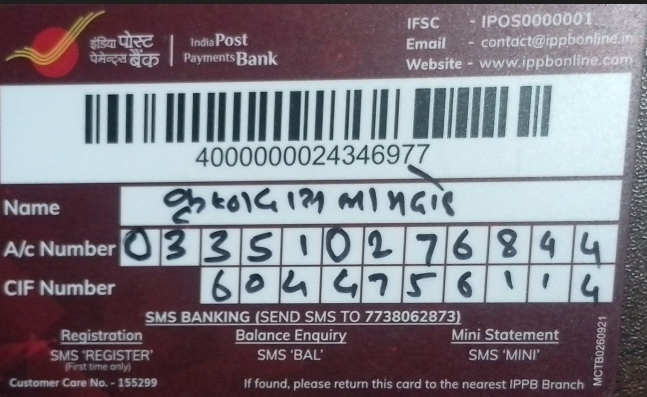 इंडिया पोस्ट
पेमेन्ट्स बैंक
India Post
Payments Bank
IFSC - IPOS0000001
Email - contact@ippbonline.in
Website - www.ippbonline.com
4000000024346977
Name
A/c Number 033510276844
CIF Number 6044756114
SMS BANKING (SEND SMS TO 7738062873)
Registration
SMS 'REGISTER'
(First time only)
Balance Enquiry
SMS 'BAL'
Mini Statement
SMS 'MINI'
Customer Care No. - 155299
If found, please return this card to the nearest IPPB Branch
MCTB0260921